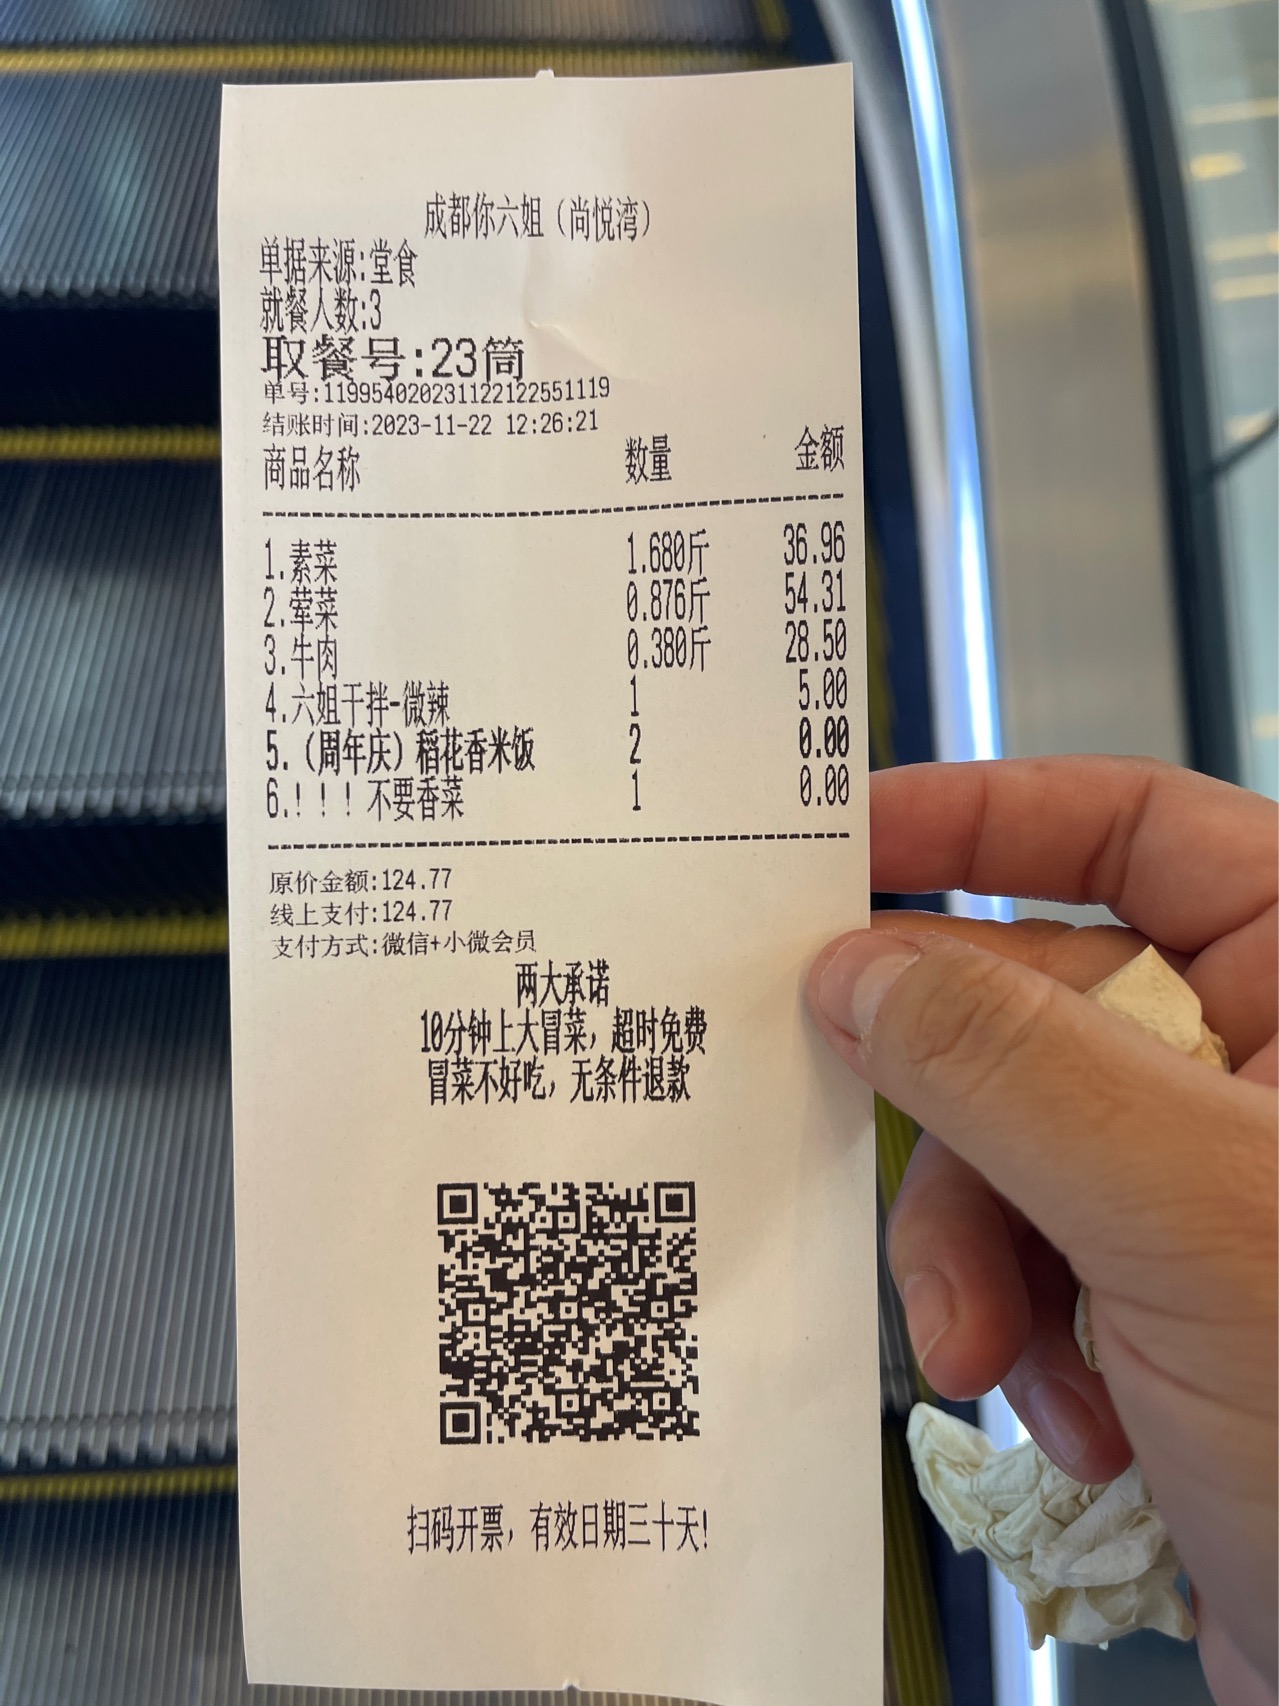 成都你六姐（尚悦湾）
单据来源:堂食
就餐人数:3
取餐号:23筒
单号:119954020231122122551119
结账时间:2023-11-22 12:26:21
商品名称 数量 金额
1.素菜 1.680斤 36.96
2.荤菜 0.876斤 54.31
3.牛肉 0.380斤 28.50
4.六姐干拌-微辣 1 5.00
5.（周年庆）稻花香米饭 2 0.00
6.！！！不要香菜 1 0.00
原价金额:124.77
线上支付:124.77
支付方式:微信+小微会员
两大承诺
10分钟上大冒菜，超时免费
冒菜不好吃，无条件退款
扫码开票，有效日期三十天!